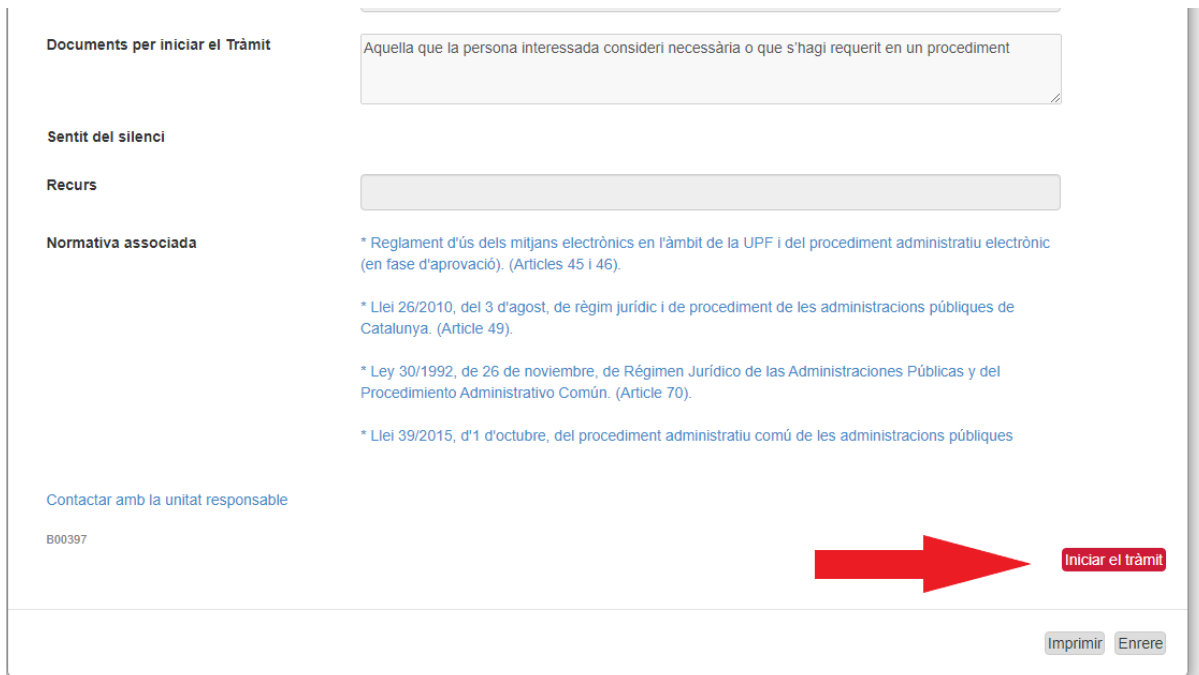 Documents per iniciar el Tràmit
Aquella que la persona interessada consideri necessària o que s'hagi requerit en un procediment
Sentit del silenci
Recurs
Normativa associada
* Reglament d'ús dels mitjans electrònics en l'àmbit de la UPF i del procediment administratiu electrònic
(en fase d'aprovació). (Articles 45 i 46).
* Llei 26/2010, del 3 d'agost, de règim jurídic i de procediment de les administracions públiques de
Catalunya. (Article 49).
* Ley 30/1992, de 26 de noviembre, de Régimen Jurídico de las Administraciones Públicas y del
Procedimiento Administrativo Común. (Article 70).
* Llei 39/2015, d'1 d'octubre, del procediment administratiu comú de les administracions públiques
Contactar amb la unitat responsable
B00397
Iniciar el tràmit
Imprimir Enrere